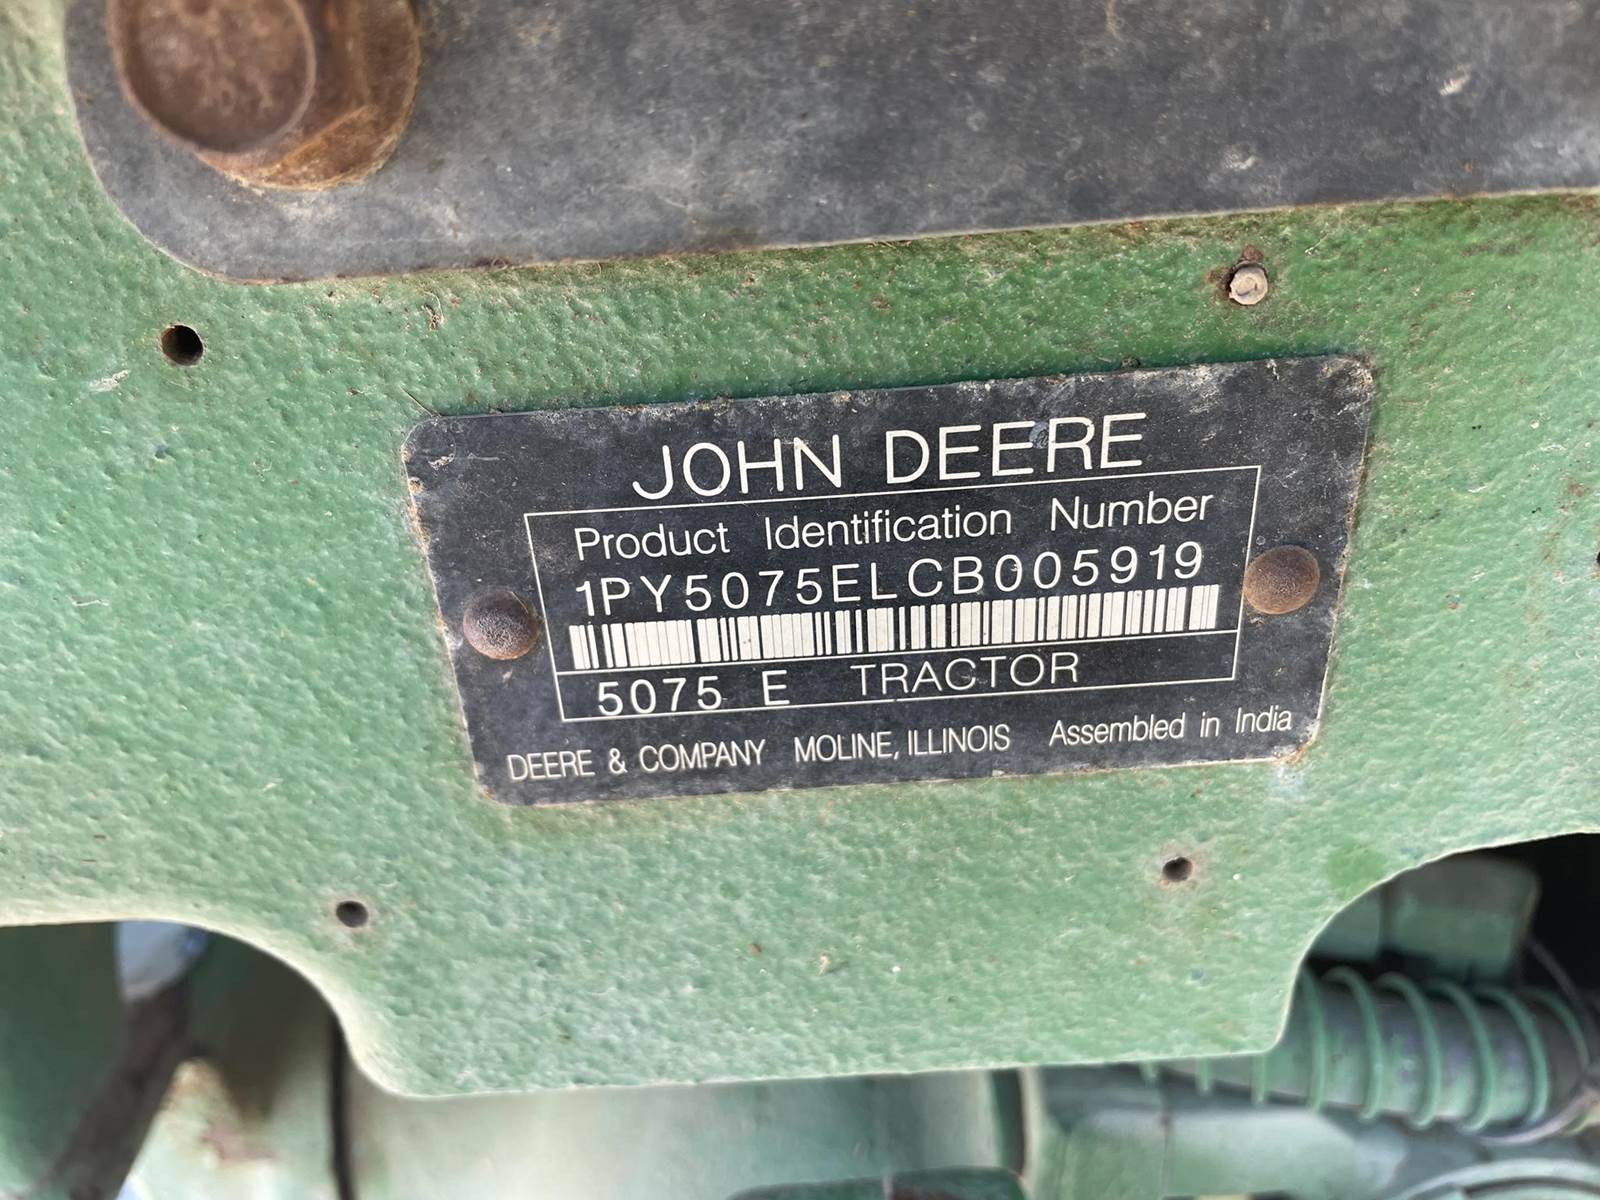 JOHN DEERE
Product Identification Number
1PY5075ELCB005919
5075 E TRACTOR
DEERE & COMPANY MOLINE, ILLINOIS Assembled in India